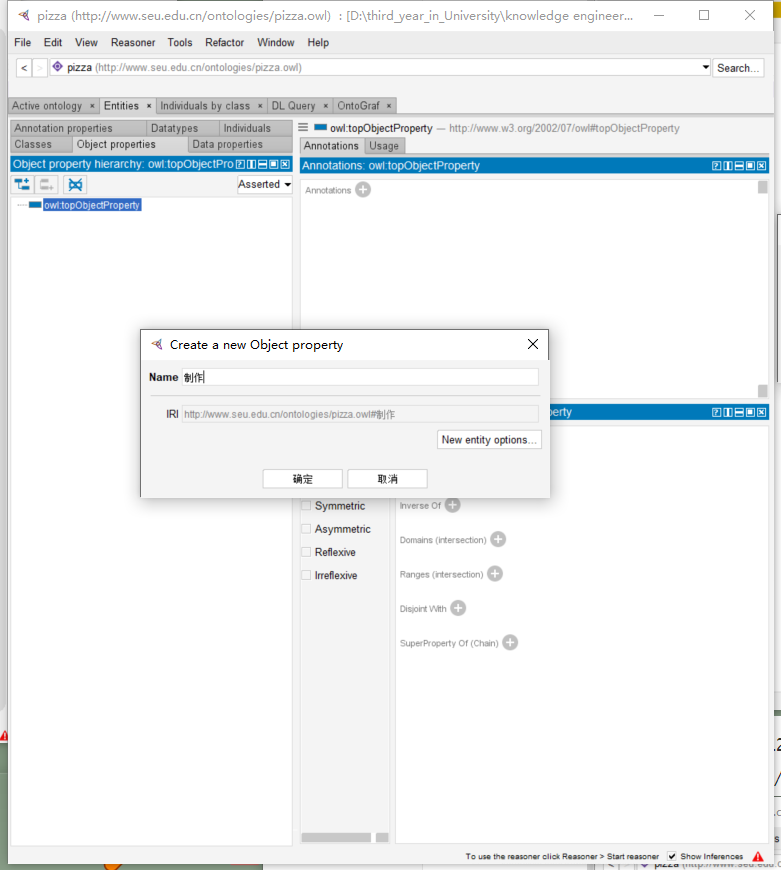 pizza (http://www.seu.edu.cn/ontologies/pizza.owl) : [D:\third_year_in_University\knowledge engineer...
File Edit View Reasoner Tools Refactor Window Help
< > pizza (http://www.seu.edu.cn/ontologies/pizza.owl) Search...
Active ontology × Entities × Individuals by class × DL Query × OntoGraf ×
Annotation properties Datatypes Individuals
Classes Object properties Data properties
Object property hierarchy: owl:topObjectPro
Asserted
owl:topObjectProperty
owl:topObjectProperty — http://www.w3.org/2002/07/owl#topObjectProperty
Annotations Usage
Annotations: owl:topObjectProperty
Annotations
Create a new Object property
Name 制作
IRI http://www.seu.edu.cn/ontologies/pizza.owl#制作
New entity options...
确定 取消
erty
Symmetric
Asymmetric
Reflexive
Irreflexive
Inverse Of
Domains (intersection)
Ranges (intersection)
Disjoint With
SuperProperty Of (Chain)
To use the reasoner click Reasoner > Start reasoner Show Inferences